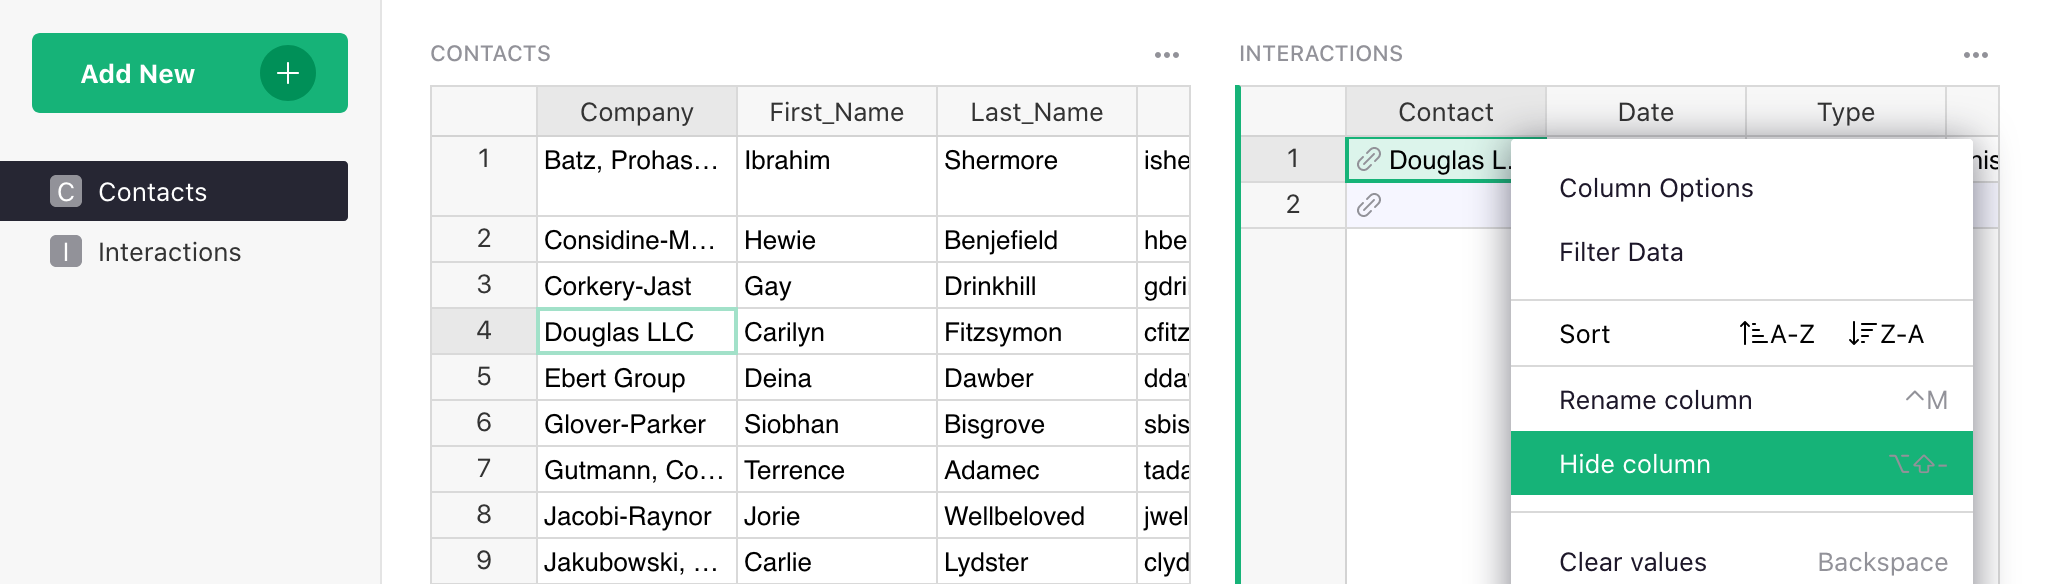 Add New +
C Contacts
I Interactions
CONTACTS •••
Company First_Name Last_Name
1 Batz, Prohas… Ibrahim Shermore ishe
2 Considine-M… Hewie Benjefield hbe
3 Corkery-Jast Gay Drinkhill gdri
4 Douglas LLC Carilyn Fitzsymon cfitz
5 Ebert Group Deina Dawber dda
6 Glover-Parker Siobhan Bisgrove sbis
7 Gutmann, Co… Terrence Adamec tada
8 Jacobi-Raynor Jorie Wellbeloved jwel
9 Jakubowski, … Carlie Lydster clyd
INTERACTIONS •••
Contact Date Type
1 Douglas L. nis
2
Column Options
Filter Data
Sort A-Z Z-A
Rename column ^M
Hide column ⌥⇧-
Clear values Backspace